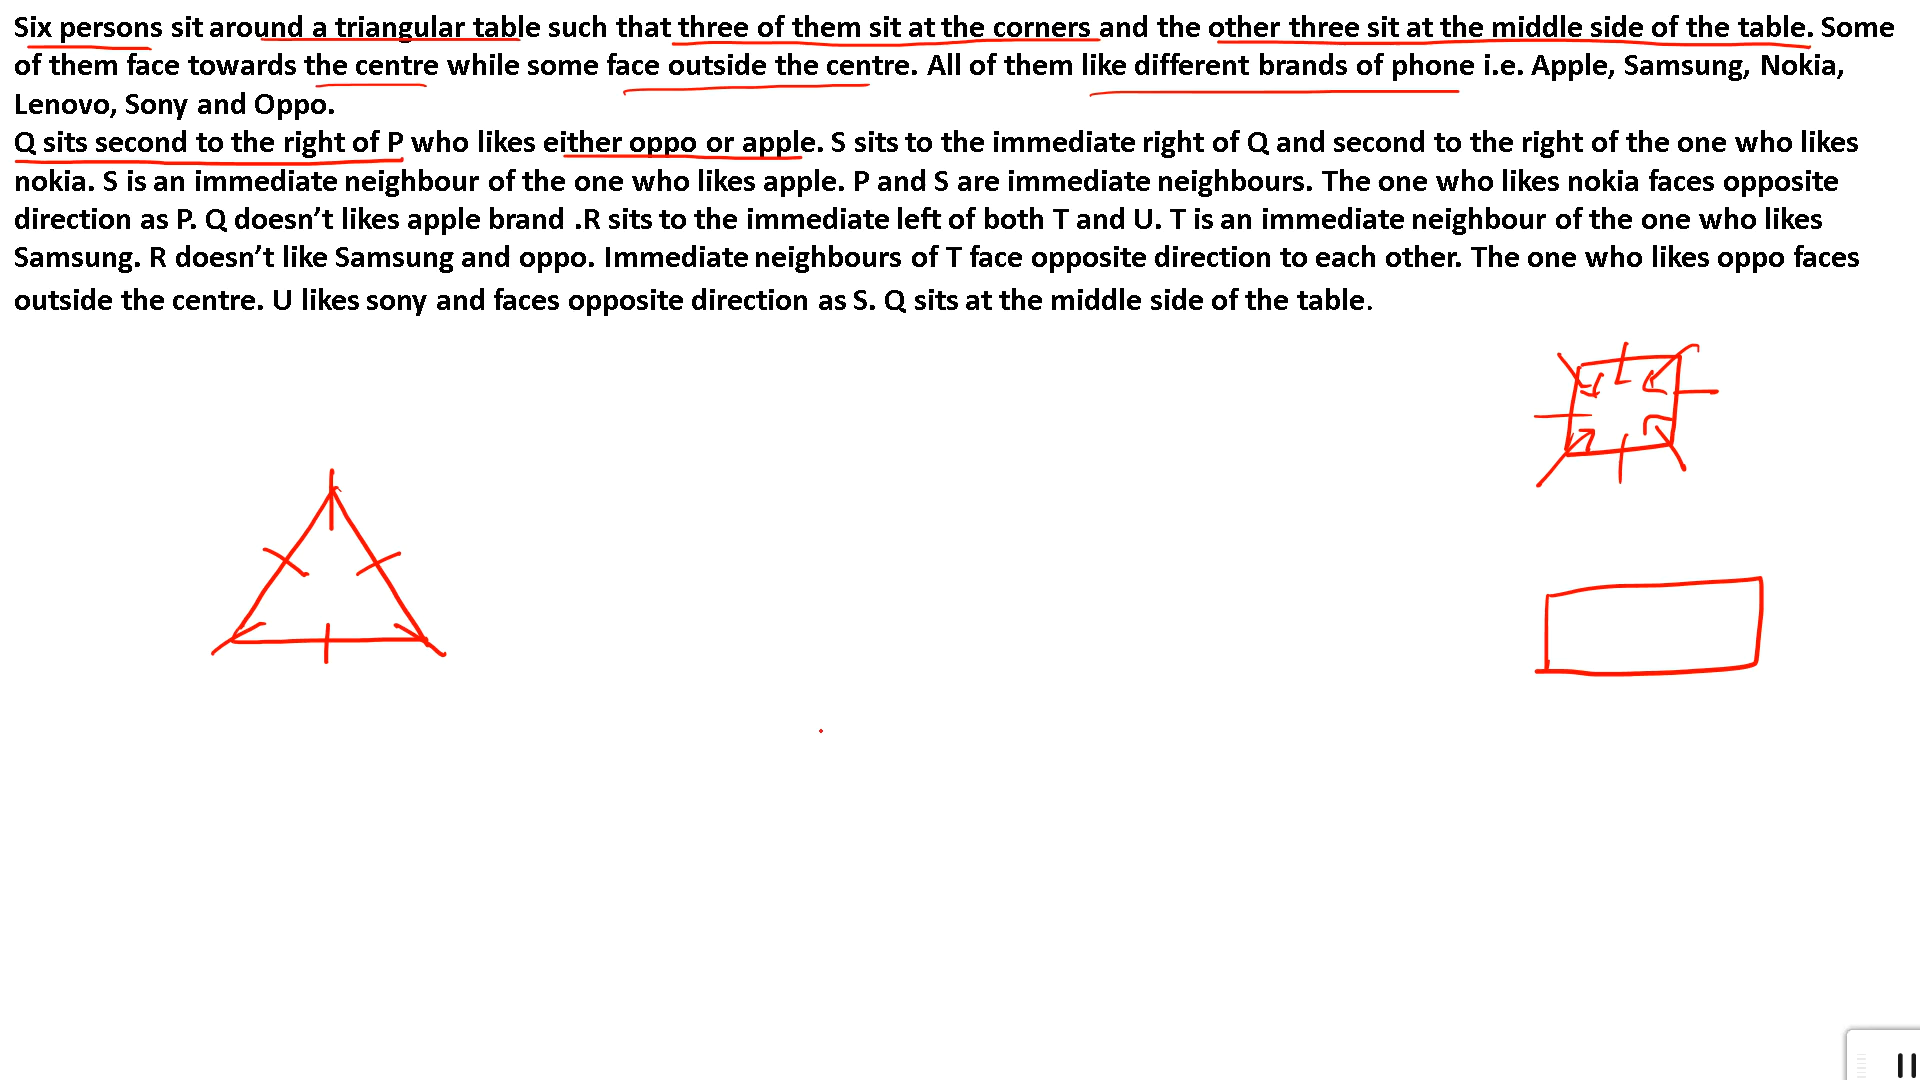 Six persons sit around a triangular table such that three of them sit at the corners and the other three sit at the middle side of the table. Some
of them face towards the centre while some face outside the centre. All of them like different brands of phone i.e. Apple, Samsung, Nokia,
Lenovo, Sony and Oppo.
Q sits second to the right of P who likes either oppo or apple. S sits to the immediate right of Q and second to the right of the one who likes
nokia. S is an immediate neighbour of the one who likes apple. P and S are immediate neighbours. The one who likes nokia faces opposite
direction as P. Q doesn’t likes apple brand .R sits to the immediate left of both T and U. T is an immediate neighbour of the one who likes
Samsung. R doesn’t like Samsung and oppo. Immediate neighbours of T face opposite direction to each other. The one who likes oppo faces
outside the centre. U likes sony and faces opposite direction as S. Q sits at the middle side of the table.